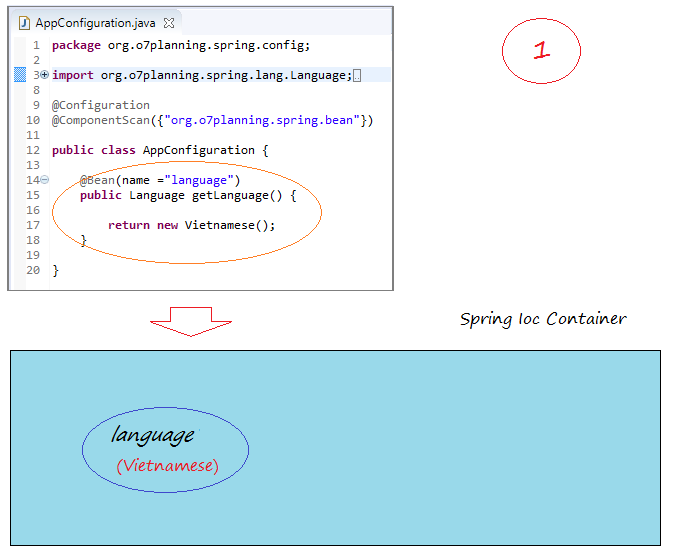 AppConfiguration.java
1 package org.o7planning.spring.config;
2
3 import org.o7planning.spring.lang.Language;
8
9 @Configuration
10 @ComponentScan({"org.o7planning.spring.bean"})
11
12 public class AppConfiguration {
13
14 @Bean(name ="language")
15 public Language getLanguage() {
16
17 return new Vietnamese();
18 }
19
20 }
1
Spring Ioc Container
language
(Vietnamese)